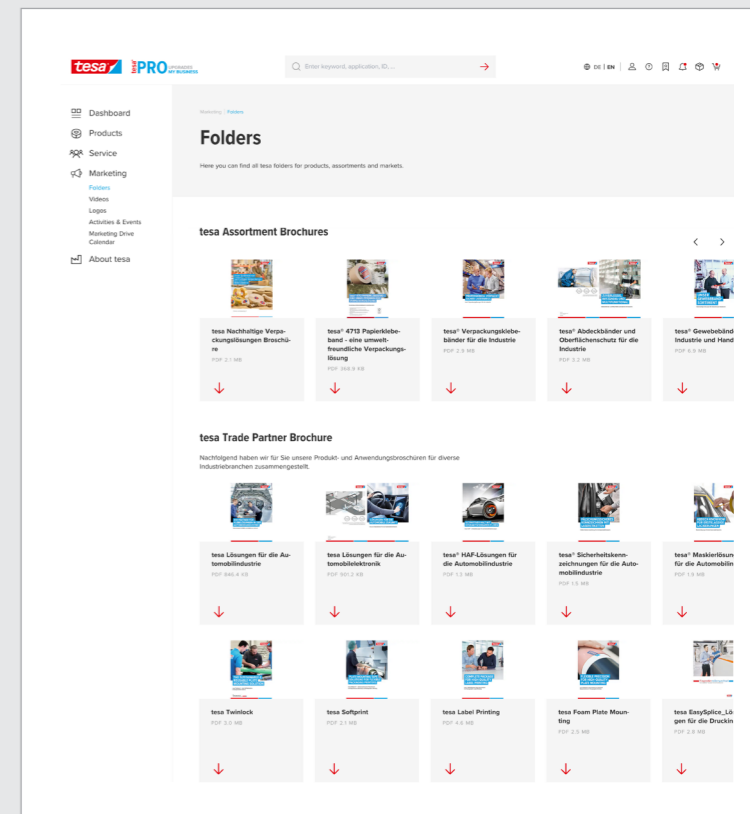 tesa
tesa PRO UPGRADED MY BUSINESS
Enter keyword, application, ID, ...
DE | EN
Dashboard
Products
Service
Marketing
Folders
Videos
Logos
Activities & Events
Marketing Drive
Calendar
About tesa
Marketing | Folders
Folders
Here you can find all tesa folders for products, assortments and markets.
tesa Assortment Brochures
tesa Nachhaltige Verpa-
ckungslösungen Broschü-
re
PDF 2.1 MB
tesa® 4713 Papierklebe-
band - eine umwelt-
freundliche Verpackungs-
lösung
PDF 368.9 KB
tesa® Verpackungsklebe-
bänder für die Industrie
PDF 2.9 MB
tesa® Abdeckbänder und
Oberflächenschutz für die
Industrie
PDF 3.2 MB
tesa® Gewebebänd
Industrie und Hand
PDF 6.9 MB
tesa Trade Partner Brochure
Nachfolgend haben wir für Sie unsere Produkt- und Anwendungsbroschüren für diverse
Industriebranchen zusammengestellt.
tesa Lösungen für die Au-
tomobilindustrie
tesa Lösungen für die Au-
tomobilelektronik
PDF 501.2 KB
tesa® HAF-Lösungen für
die Automobilindustrie
PDF 1.3 MB
tesa® Sicherheitskenn-
zeichnungen für die Auto-
mobilindustrie
PDF 1.5 MB
tesa® Maskierlösun
für die Automobilin
PDF 1.9 MB
tesa Twinlock
PDF 2.0 MB
tesa Softprint
PDF 2.1 MB
tesa Label Printing
PDF 4.8 MB
tesa Foam Plate Moun-
ting
PDF 2.5 MB
tesa EasySplice_Lö
gen für die Druckin
PDF 2.9 MB